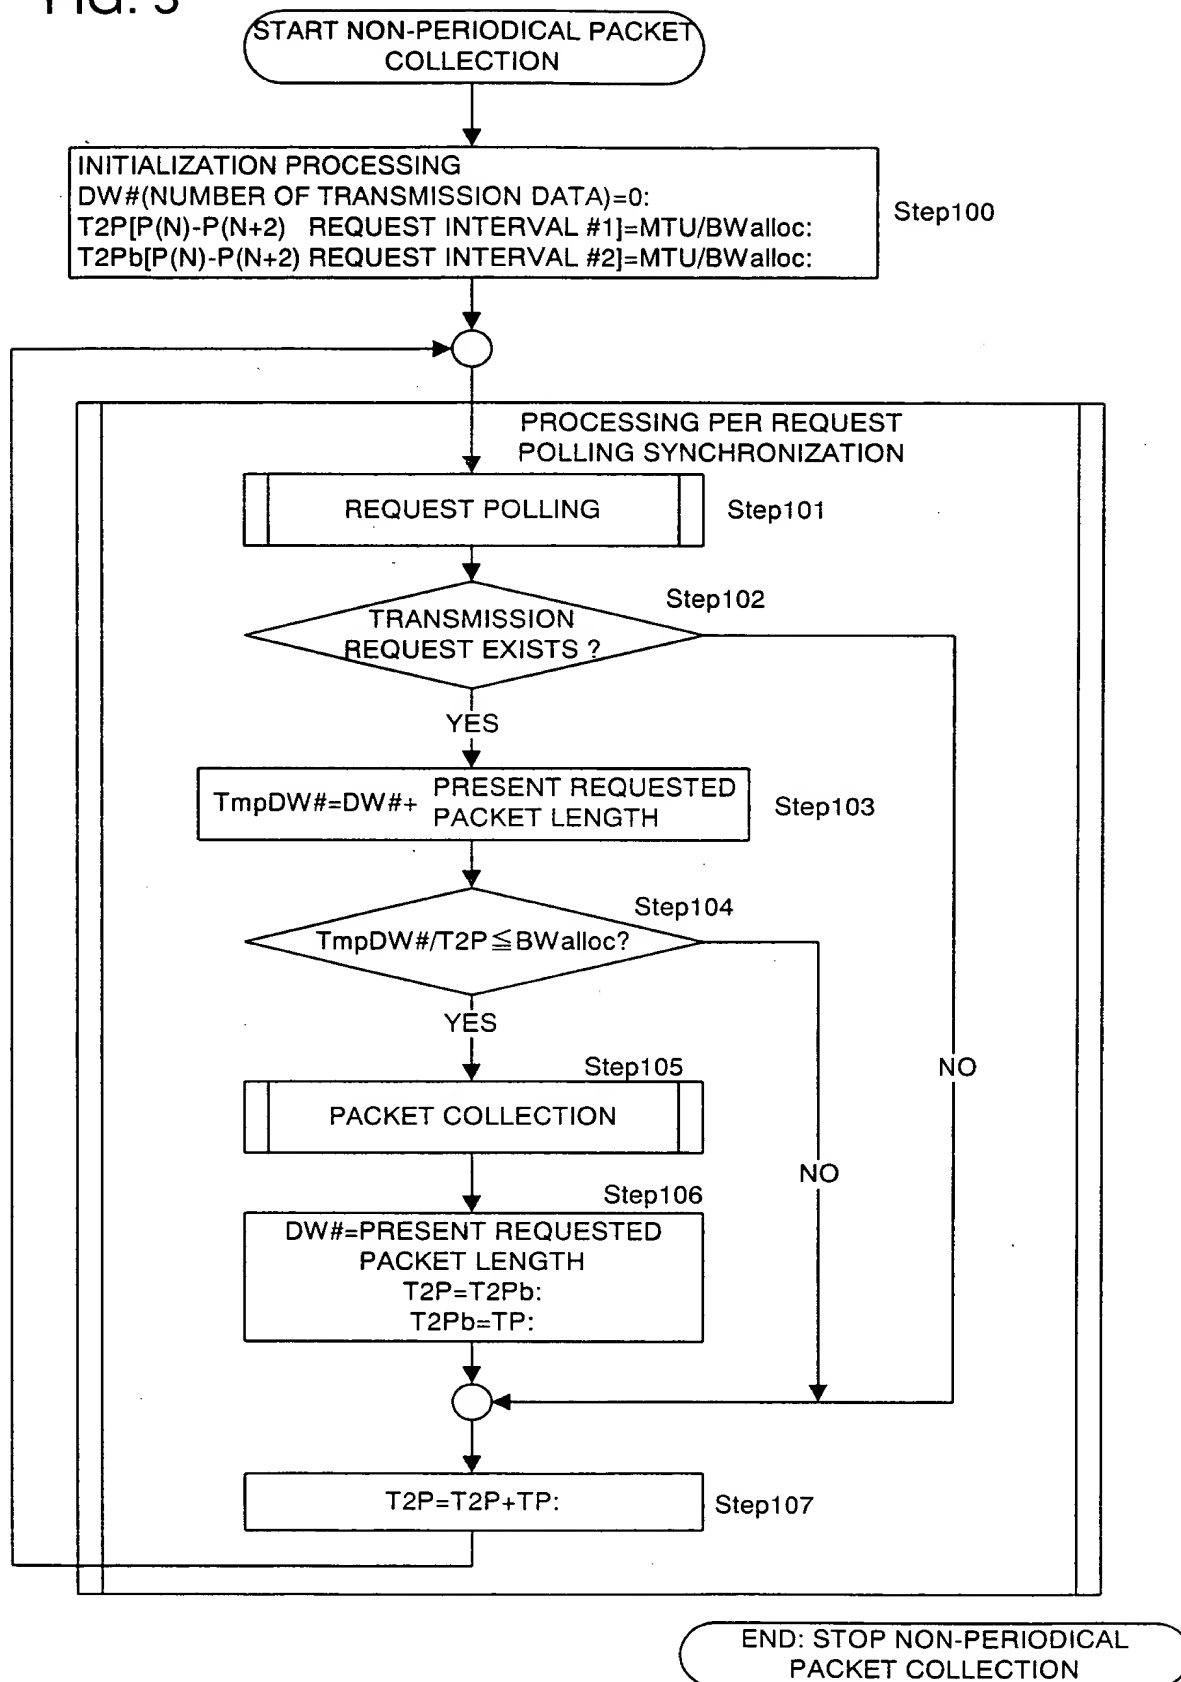 FIG. 3
START NON-PERIODICAL PACKET
COLLECTION
INITIALIZATION PROCESSING
DW#(NUMBER OF TRANSMISSION DATA)=0:
T2P[P(N)-P(N+2) REQUEST INTERVAL #1]=MTU/BWalloc:
T2Pb[P(N)-P(N+2) REQUEST INTERVAL #2]=MTU/BWalloc:
Step100
PROCESSING PER REQUEST
POLLING SYNCHRONIZATION
REQUEST POLLING
Step101
Step102
TRANSMISSION
REQUEST EXISTS ?
YES
TmpDW#=DW#+ PRESENT REQUESTED
PACKET LENGTH
Step103
Step104
TmpDW#/T2P≦BWalloc?
YES
Step105
NO
PACKET COLLECTION
NO
Step106
DW#=PRESENT REQUESTED
PACKET LENGTH
T2P=T2Pb:
T2Pb=TP:
T2P=T2P+TP:
Step107
END: STOP NON-PERIODICAL
PACKET COLLECTION